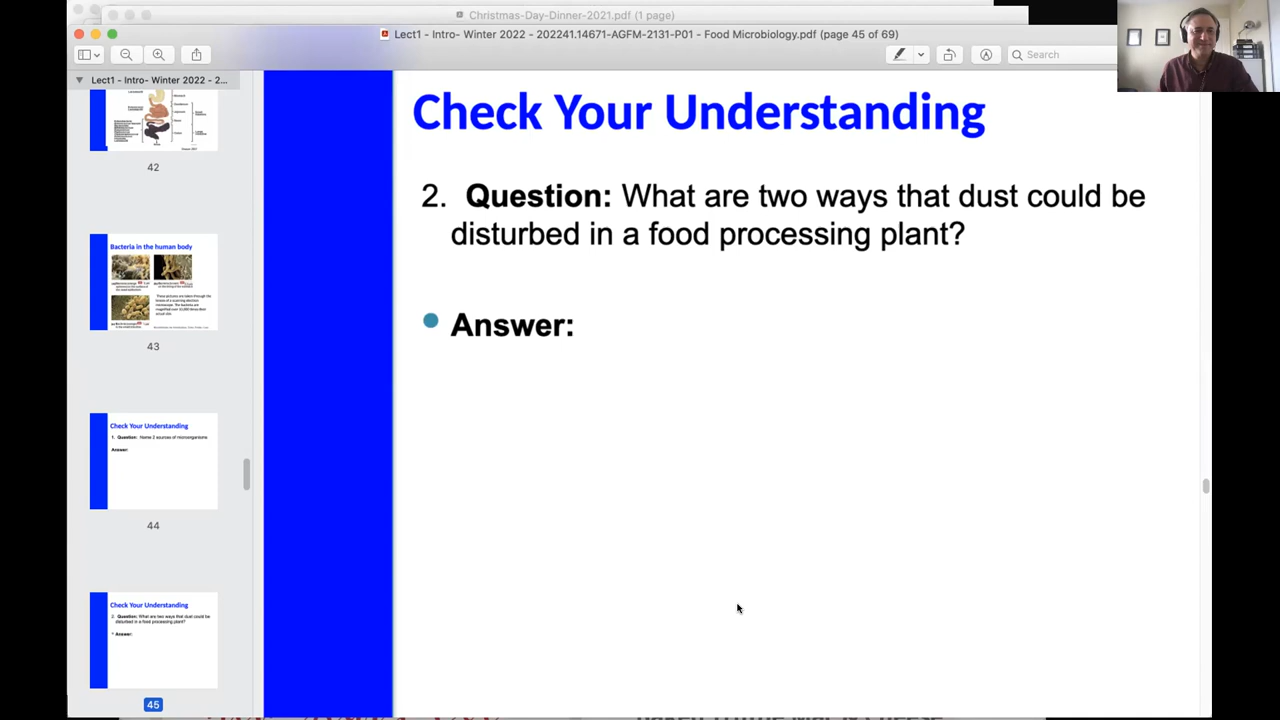 Christmas-Day-Dinner-2021.pdf (1 page)
Lect1 - Intro- Winter 2022 - 202241.14671-AGFM-2131-P01 - Food Microbiology.pdf (page 45 of 69)
Search
Lect1 - Intro- Winter 2022 - 2...
42
Bacteria in the human body
43
Check Your Understanding
1. Question: Name 2 sources of microorganisms
Answer:
44
Check Your Understanding
2. Question: What are two ways that dust could be
disturbed in a food processing plant?
• Answer:
45
Check Your Understanding
2. Question: What are two ways that dust could be
disturbed in a food processing plant?
• Answer: